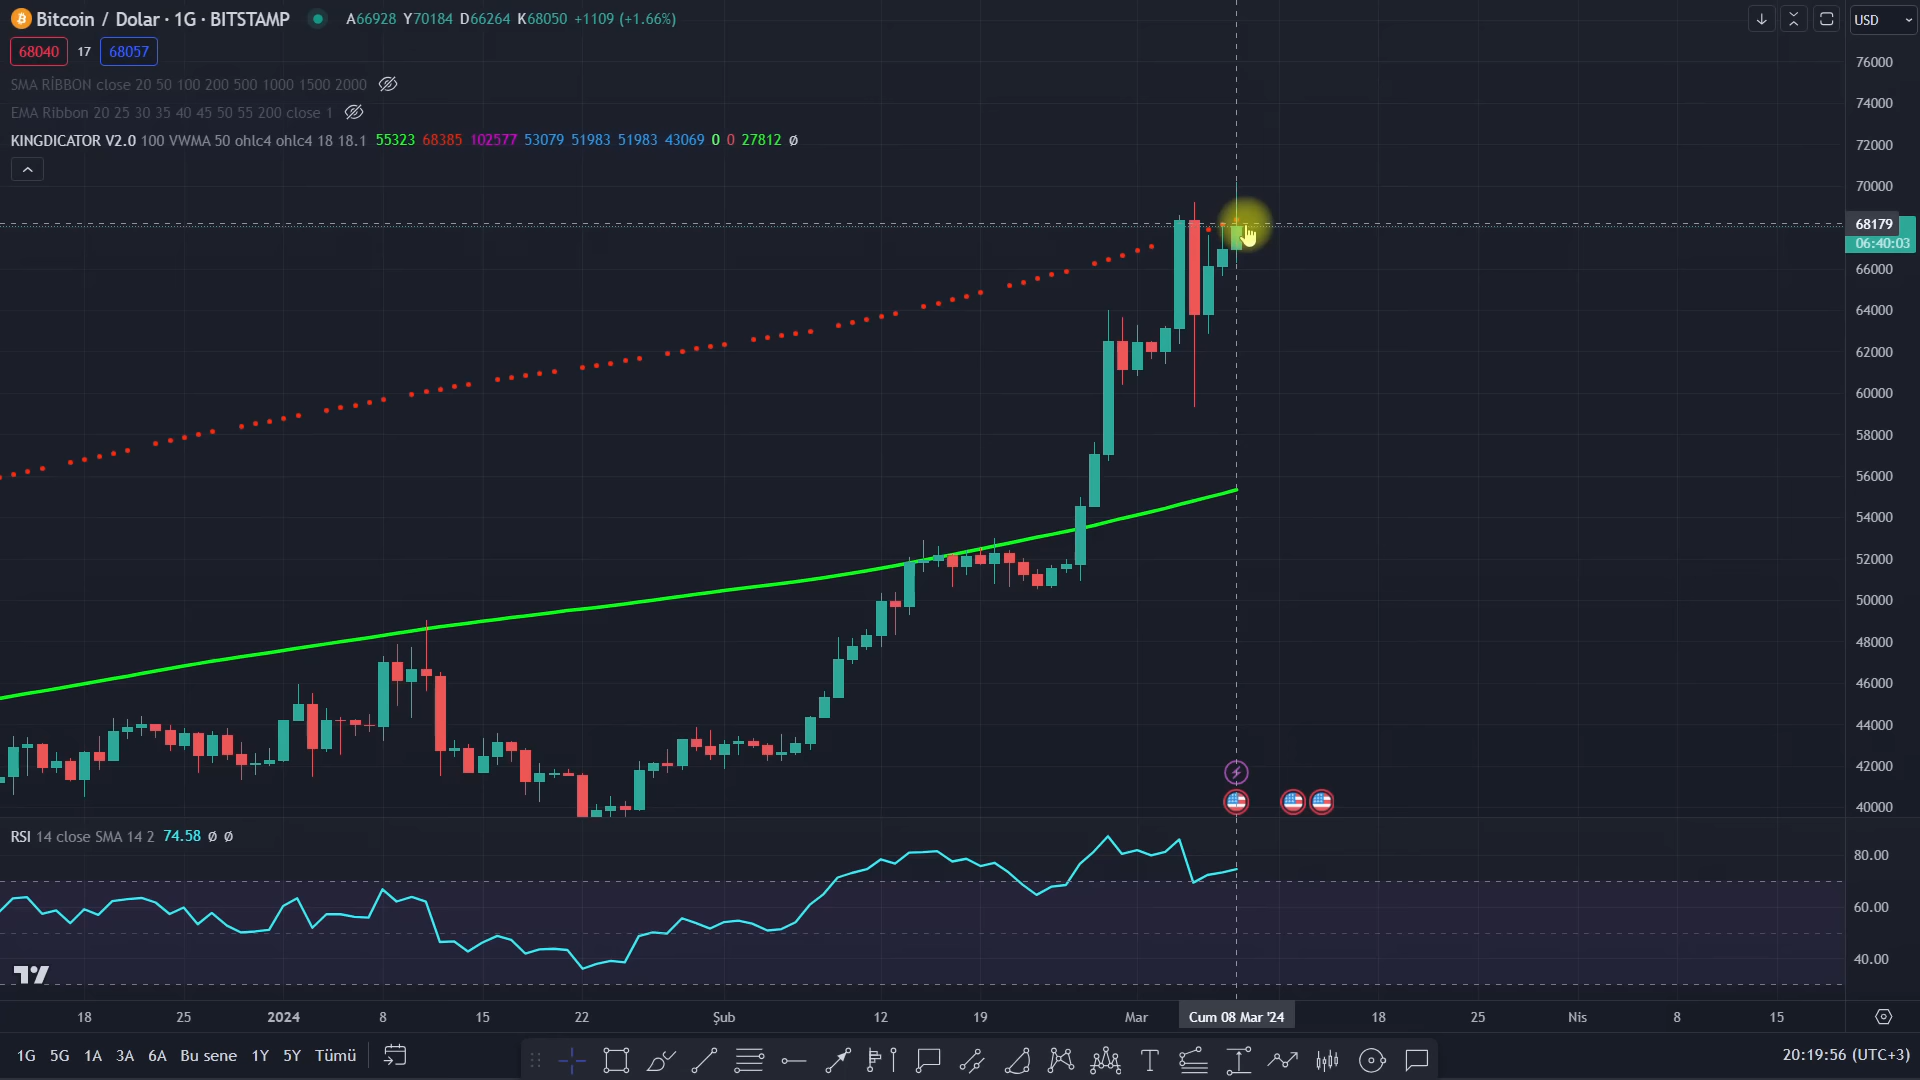 Bitcoin / Dolar · 1G · BITSTAMP A66928 Y70184 D66264 K68050 +1109 (+1.66%)
USD
68040 17 68057
SMA RİBBON close 20 50 100 200 500 1000 1500 2000
EMA Ribbon 20 25 30 35 40 45 50 55 200 close 1
KINGDICATOR V2.0 100 VWMA 50 ohlc4 ohlc4 18 18.1 55323 68385 102577 53079 51983 51983 43069 0 0 27812 ∅
76000
74000
72000
70000
68179
06:40:03
66000
64000
62000
60000
58000
56000
54000
52000
50000
48000
46000
44000
42000
40000
RSI 14 close SMA 14 2 74.58 ∅ ∅
80.00
60.00
40.00
18 25 2024 8 15 22 Şub 12 19 Mar Cum 08 Mar '24 18 25 Nis 8 15
1G 5G 1A 3A 6A Bu sene 1Y 5Y Tümü
20:19:56 (UTC+3)